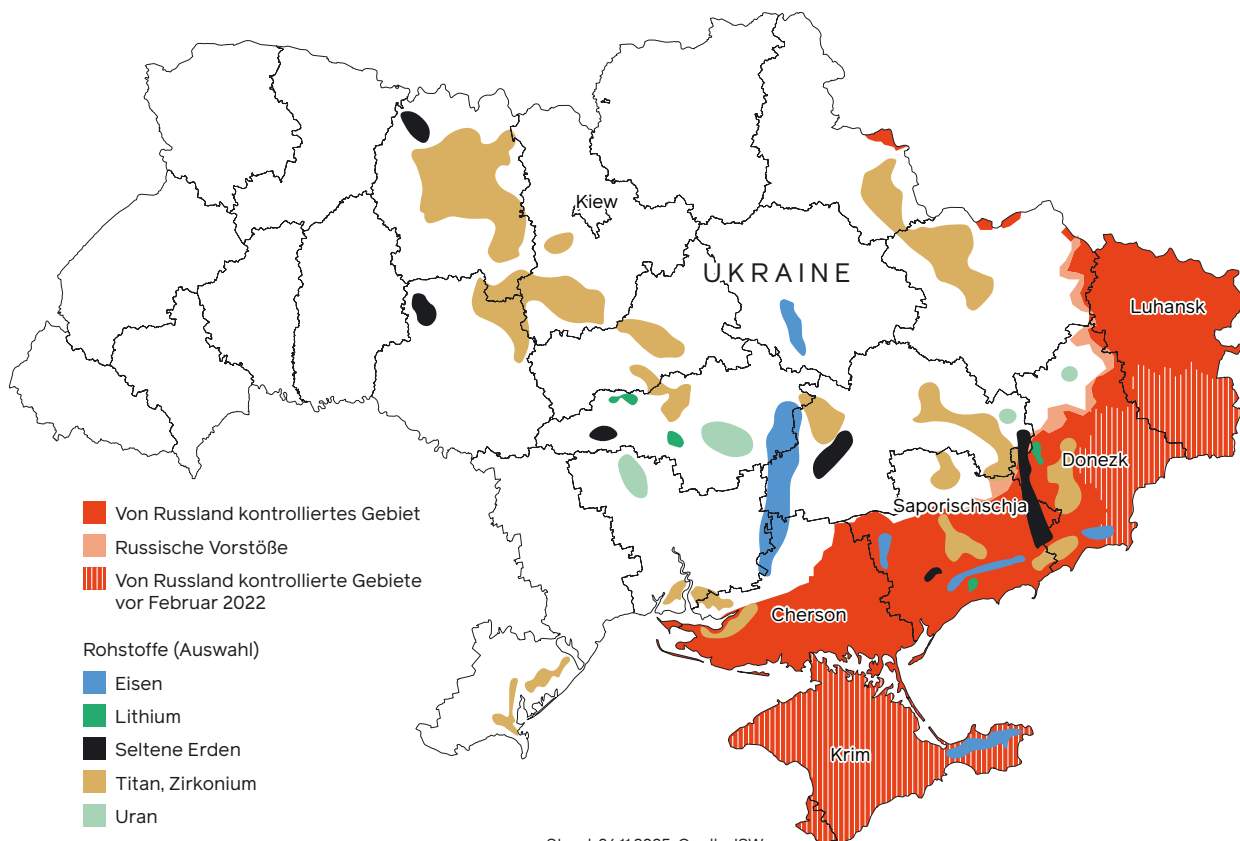 Kiew
UKRAINE
Luhansk
Donezk
Saporischschja
Cherson
Krim
Von Russland kontrolliertes Gebiet
Russische Vorstöße
Von Russland kontrollierte Gebiete
vor Februar 2022
Rohstoffe (Auswahl)
Eisen
Lithium
Seltene Erden
Titan, Zirkonium
Uran